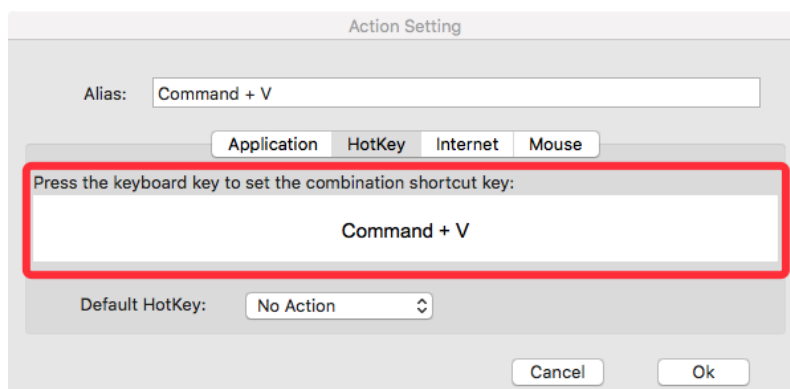 Action Setting
Alias: Command + V
Application HotKey Internet Mouse
Press the keyboard key to set the combination shortcut key:
Command + V
Default HotKey: No Action
Cancel Ok